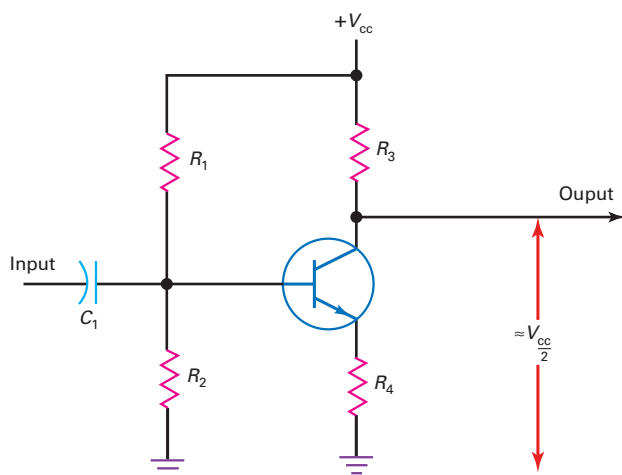 +Vcc
R1
R3
Ouput
Input
C1
R2
R4
≈Vcc/2